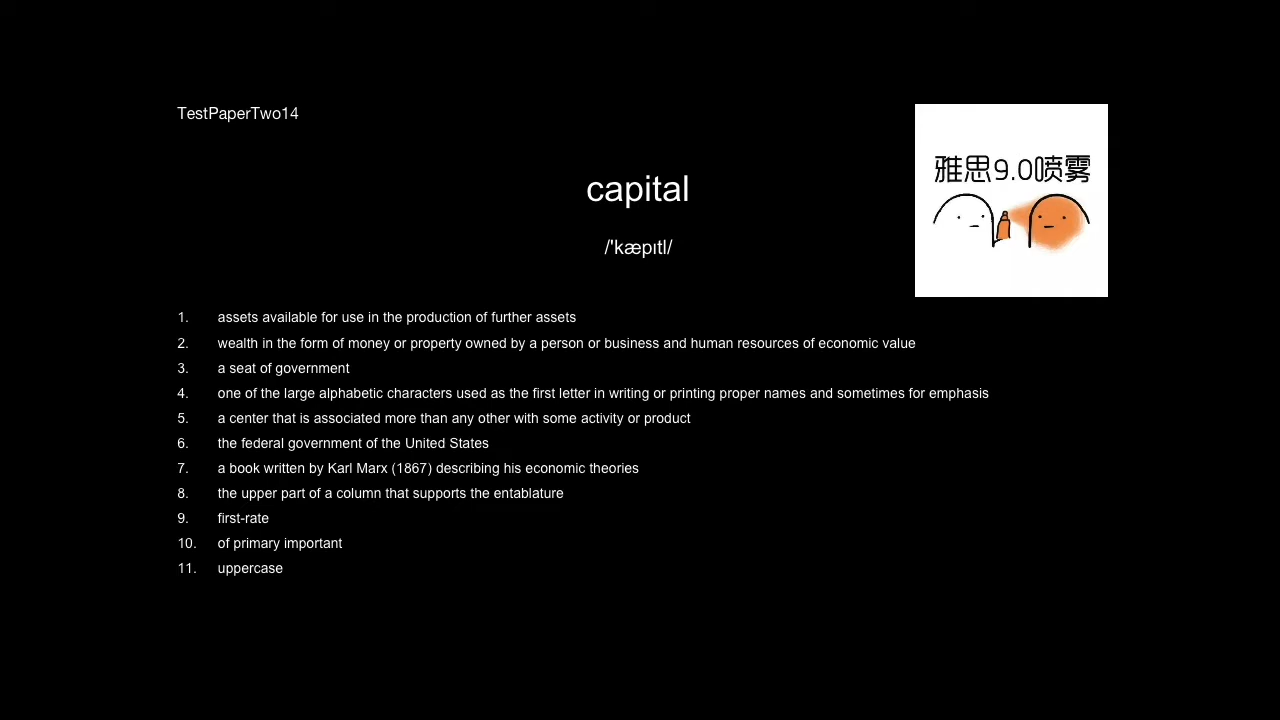 TestPaperTwo14
雅思9.0喷雾
capital
/'kæpɪtl/
1. assets available for use in the production of further assets
2. wealth in the form of money or property owned by a person or business and human resources of economic value
3. a seat of government
4. one of the large alphabetic characters used as the first letter in writing or printing proper names and sometimes for emphasis
5. a center that is associated more than any other with some activity or product
6. the federal government of the United States
7. a book written by Karl Marx (1867) describing his economic theories
8. the upper part of a column that supports the entablature
9. first-rate
10. of primary important
11. uppercase